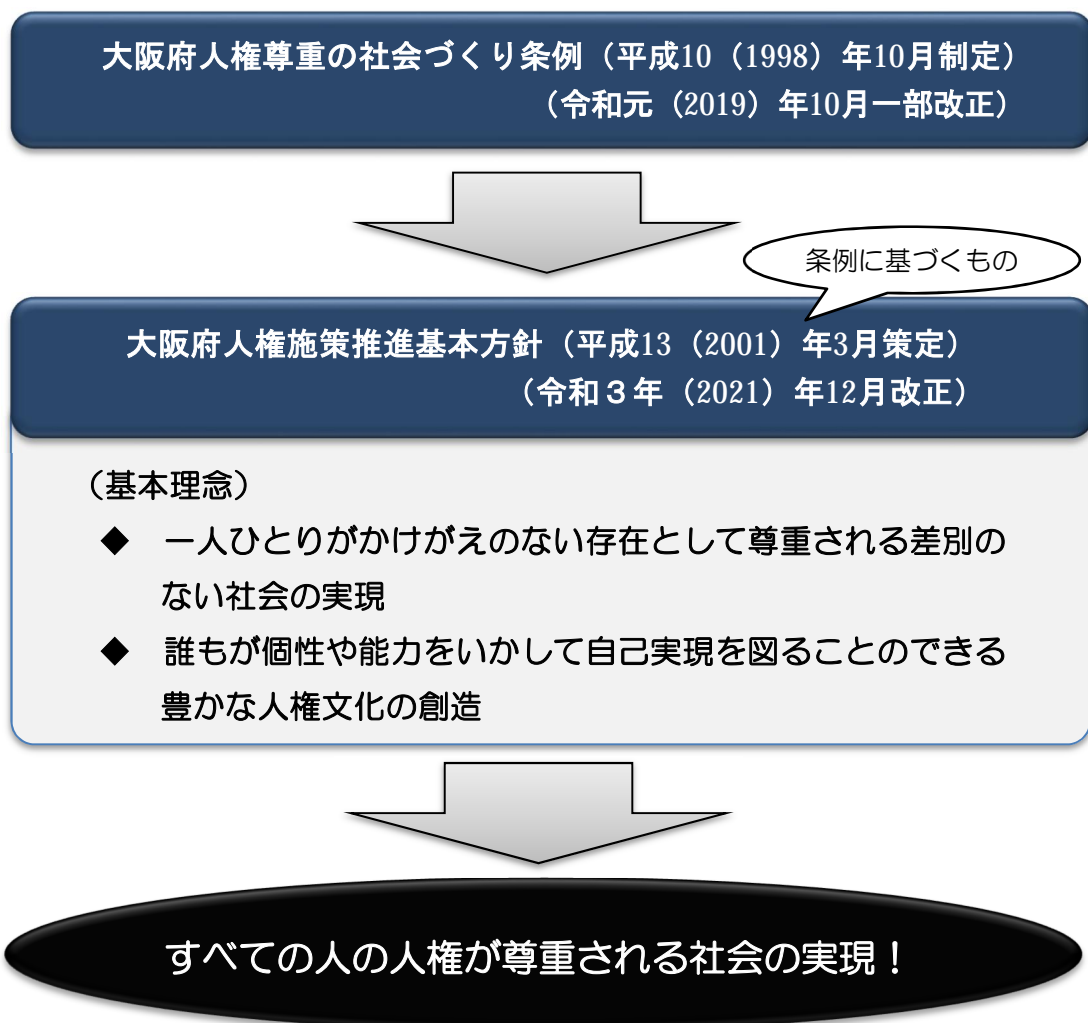 大阪府人権尊重の社会づくり条例（平成10（1998）年10月制定）
（令和元（2019）年10月一部改正）
条例に基づくもの
大阪府人権施策推進基本方針（平成13（2001）年3月策定）
（令和３年（2021）年12月改正）
（基本理念）
◆ 一人ひとりがかけがえのない存在として尊重される差別の
ない社会の実現
◆ 誰もが個性や能力をいかして自己実現を図ることのできる
豊かな人権文化の創造
すべての人の人権が尊重される社会の実現！